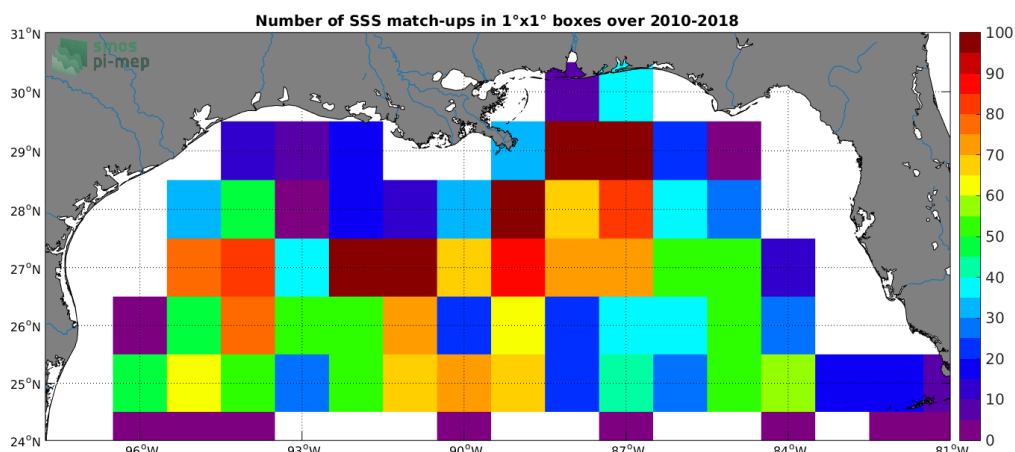 Number of SSS match-ups in 1°x1° boxes over 2010-2018
smos
pi-mep
31°N
30°N
29°N
28°N
27°N
26°N
25°N
24°N
96°W
93°W
90°W
87°W
84°W
81°W
100
90
80
70
60
50
40
30
20
10
0